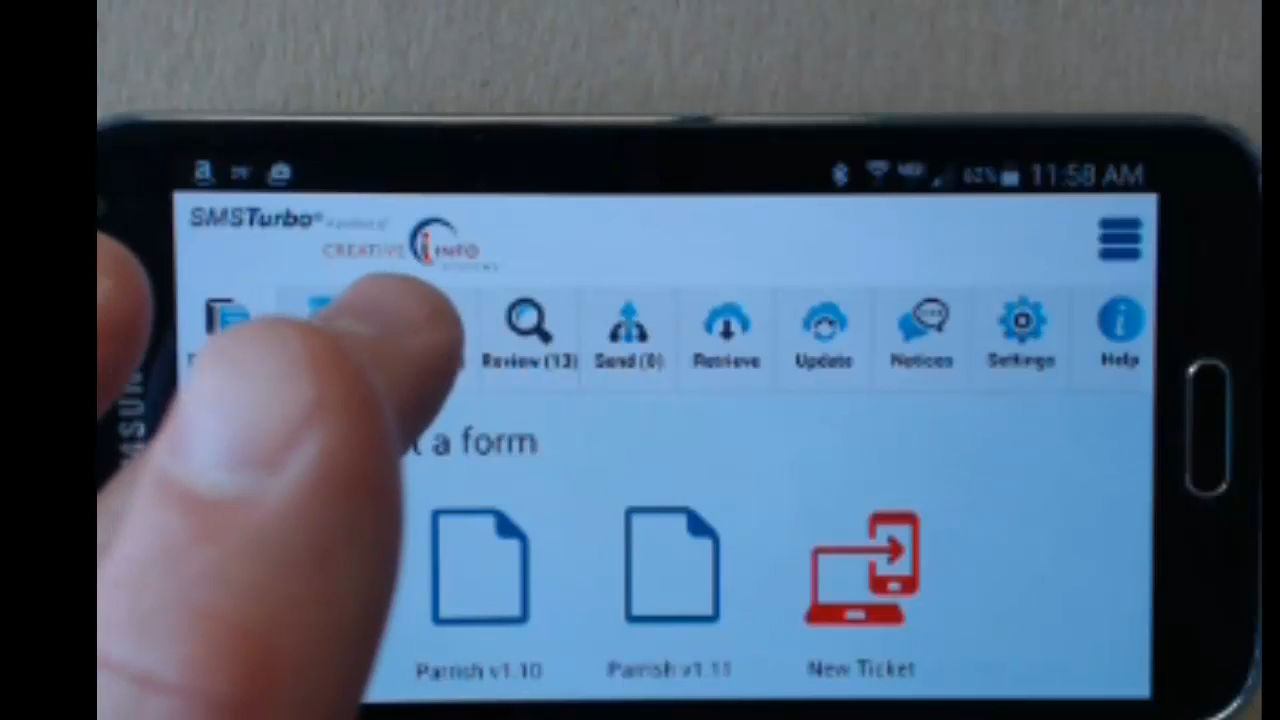 11:58 AM
SMSTurbo®
CREATIVE INFO
Review (13) Send (0) Retrieve Update Notices Settings Help
a form
Parrish v1.10 Parrish v1.11 New Ticket